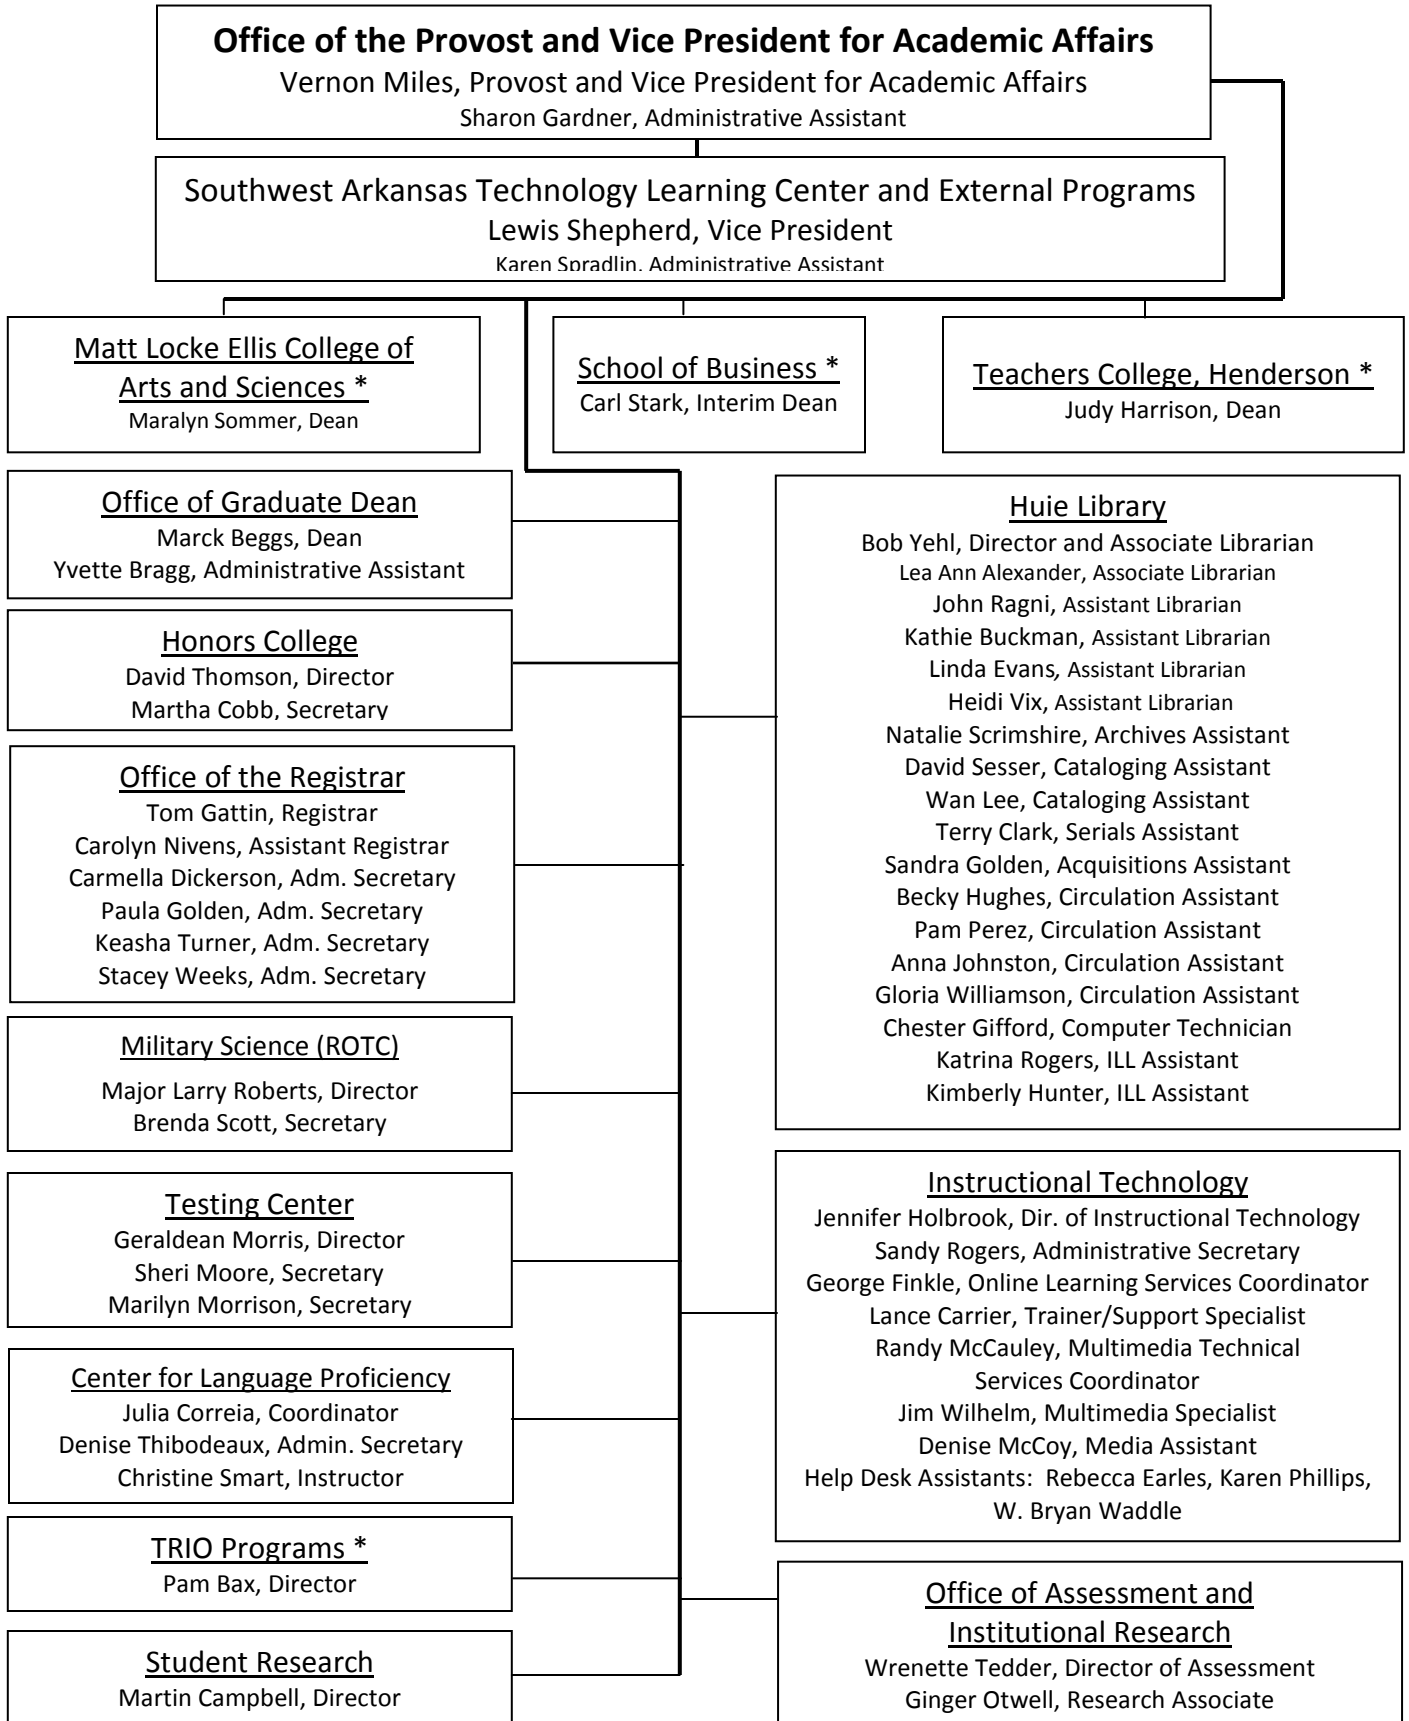 Office of the Provost and Vice President for Academic Affairs
Vernon Miles, Provost and Vice President for Academic Affairs
Sharon Gardner, Administrative Assistant
Southwest Arkansas Technology Learning Center and External Programs
Lewis Shepherd, Vice President
Karen Spradlin, Administrative Assistant
Matt Locke Ellis College of
Arts and Sciences *
Maralyn Sommer, Dean
School of Business *
Carl Stark, Interim Dean
Teachers College, Henderson *
Judy Harrison, Dean
Office of Graduate Dean
Marck Beggs, Dean
Yvette Bragg, Administrative Assistant
Honors College
David Thomson, Director
Martha Cobb, Secretary
Office of the Registrar
Tom Gattin, Registrar
Carolyn Nivens, Assistant Registrar
Carmella Dickerson, Adm. Secretary
Paula Golden, Adm. Secretary
Keasha Turner, Adm. Secretary
Stacey Weeks, Adm. Secretary
Military Science (ROTC)
Major Larry Roberts, Director
Brenda Scott, Secretary
Testing Center
Geraldean Morris, Director
Sheri Moore, Secretary
Marilyn Morrison, Secretary
Center for Language Proficiency
Julia Correia, Coordinator
Denise Thibodeaux, Admin. Secretary
Christine Smart, Instructor
TRIO Programs *
Pam Bax, Director
Student Research
Martin Campbell, Director
Huie Library
Bob Yehl, Director and Associate Librarian
Lea Ann Alexander, Associate Librarian
John Ragni, Assistant Librarian
Kathie Buckman, Assistant Librarian
Linda Evans, Assistant Librarian
Heidi Vix, Assistant Librarian
Natalie Scrimshire, Archives Assistant
David Sesser, Cataloging Assistant
Wan Lee, Cataloging Assistant
Terry Clark, Serials Assistant
Sandra Golden, Acquisitions Assistant
Becky Hughes, Circulation Assistant
Pam Perez, Circulation Assistant
Anna Johnston, Circulation Assistant
Gloria Williamson, Circulation Assistant
Chester Gifford, Computer Technician
Katrina Rogers, ILL Assistant
Kimberly Hunter, ILL Assistant
Instructional Technology
Jennifer Holbrook, Dir. of Instructional Technology
Sandy Rogers, Administrative Secretary
George Finkle, Online Learning Services Coordinator
Lance Carrier, Trainer/Support Specialist
Randy McCauley, Multimedia Technical
Services Coordinator
Jim Wilhelm, Multimedia Specialist
Denise McCoy, Media Assistant
Help Desk Assistants: Rebecca Earles, Karen Phillips,
W. Bryan Waddle
Office of Assessment and
Institutional Research
Wrenette Tedder, Director of Assessment
Ginger Otwell, Research Associate